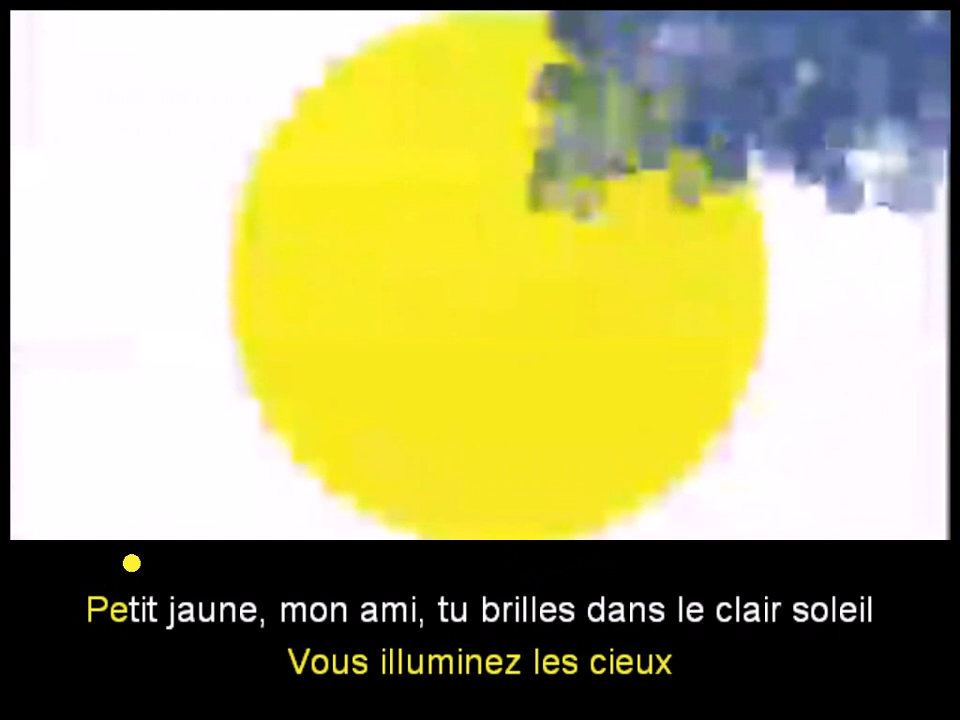 Petit jaune, mon ami, tu brilles dans le clair soleil
Vous illuminez les cieux